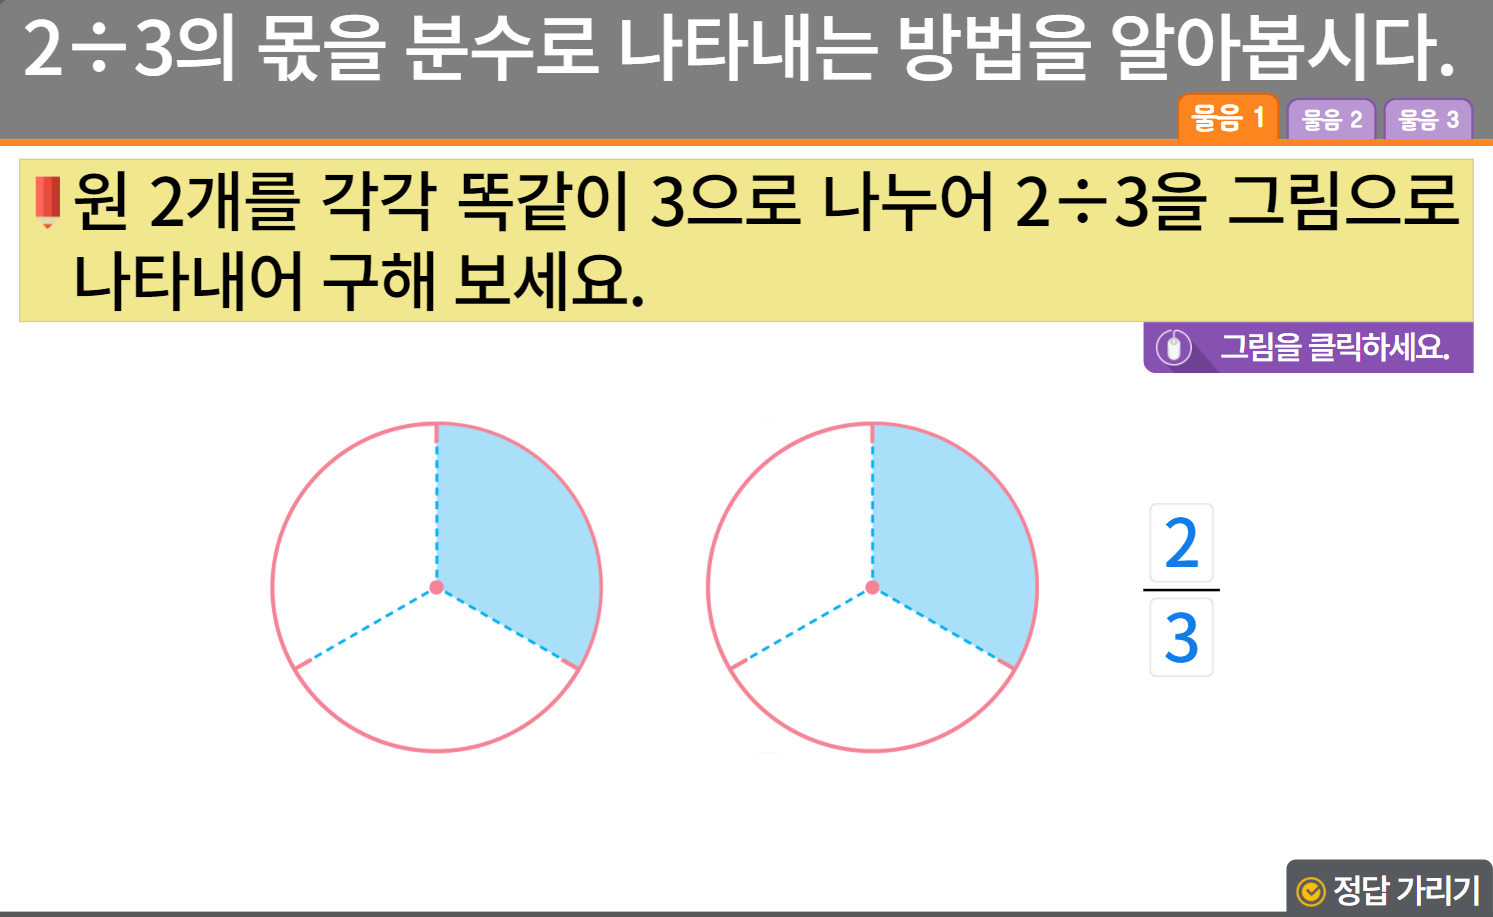 2÷3의 몫을 분수로 나타내는 방법을 알아봅시다.
물음 1 물음 2 물음 3
원 2개를 각각 똑같이 3으로 나누어 2÷3을 그림으로
나타내어 구해 보세요.
그림을 클릭하세요.
2
3
정답 가리기